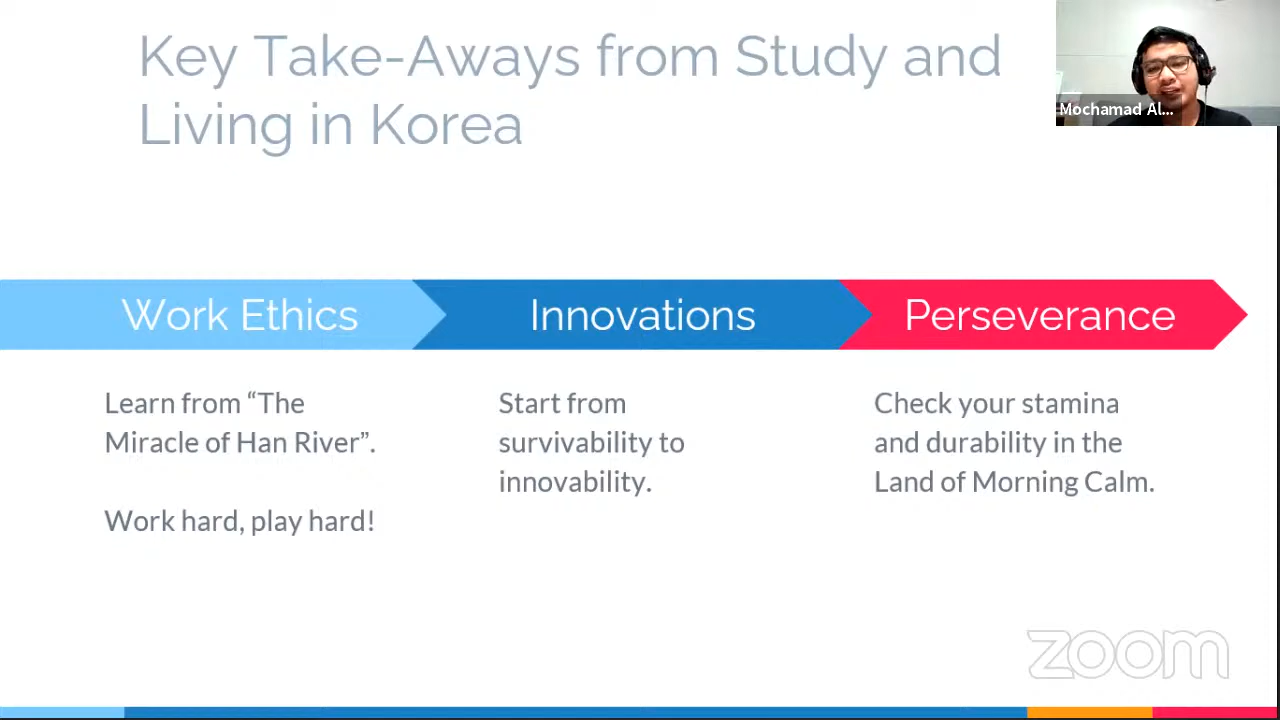 Key Take-Aways from Study and
Living in Korea
Mochamad Al...
Work Ethics
Innovations
Perseverance
Learn from “The
Miracle of Han River”.
Work hard, play hard!
Start from
survivability to
innovability.
Check your stamina
and durability in the
Land of Morning Calm.
zoom